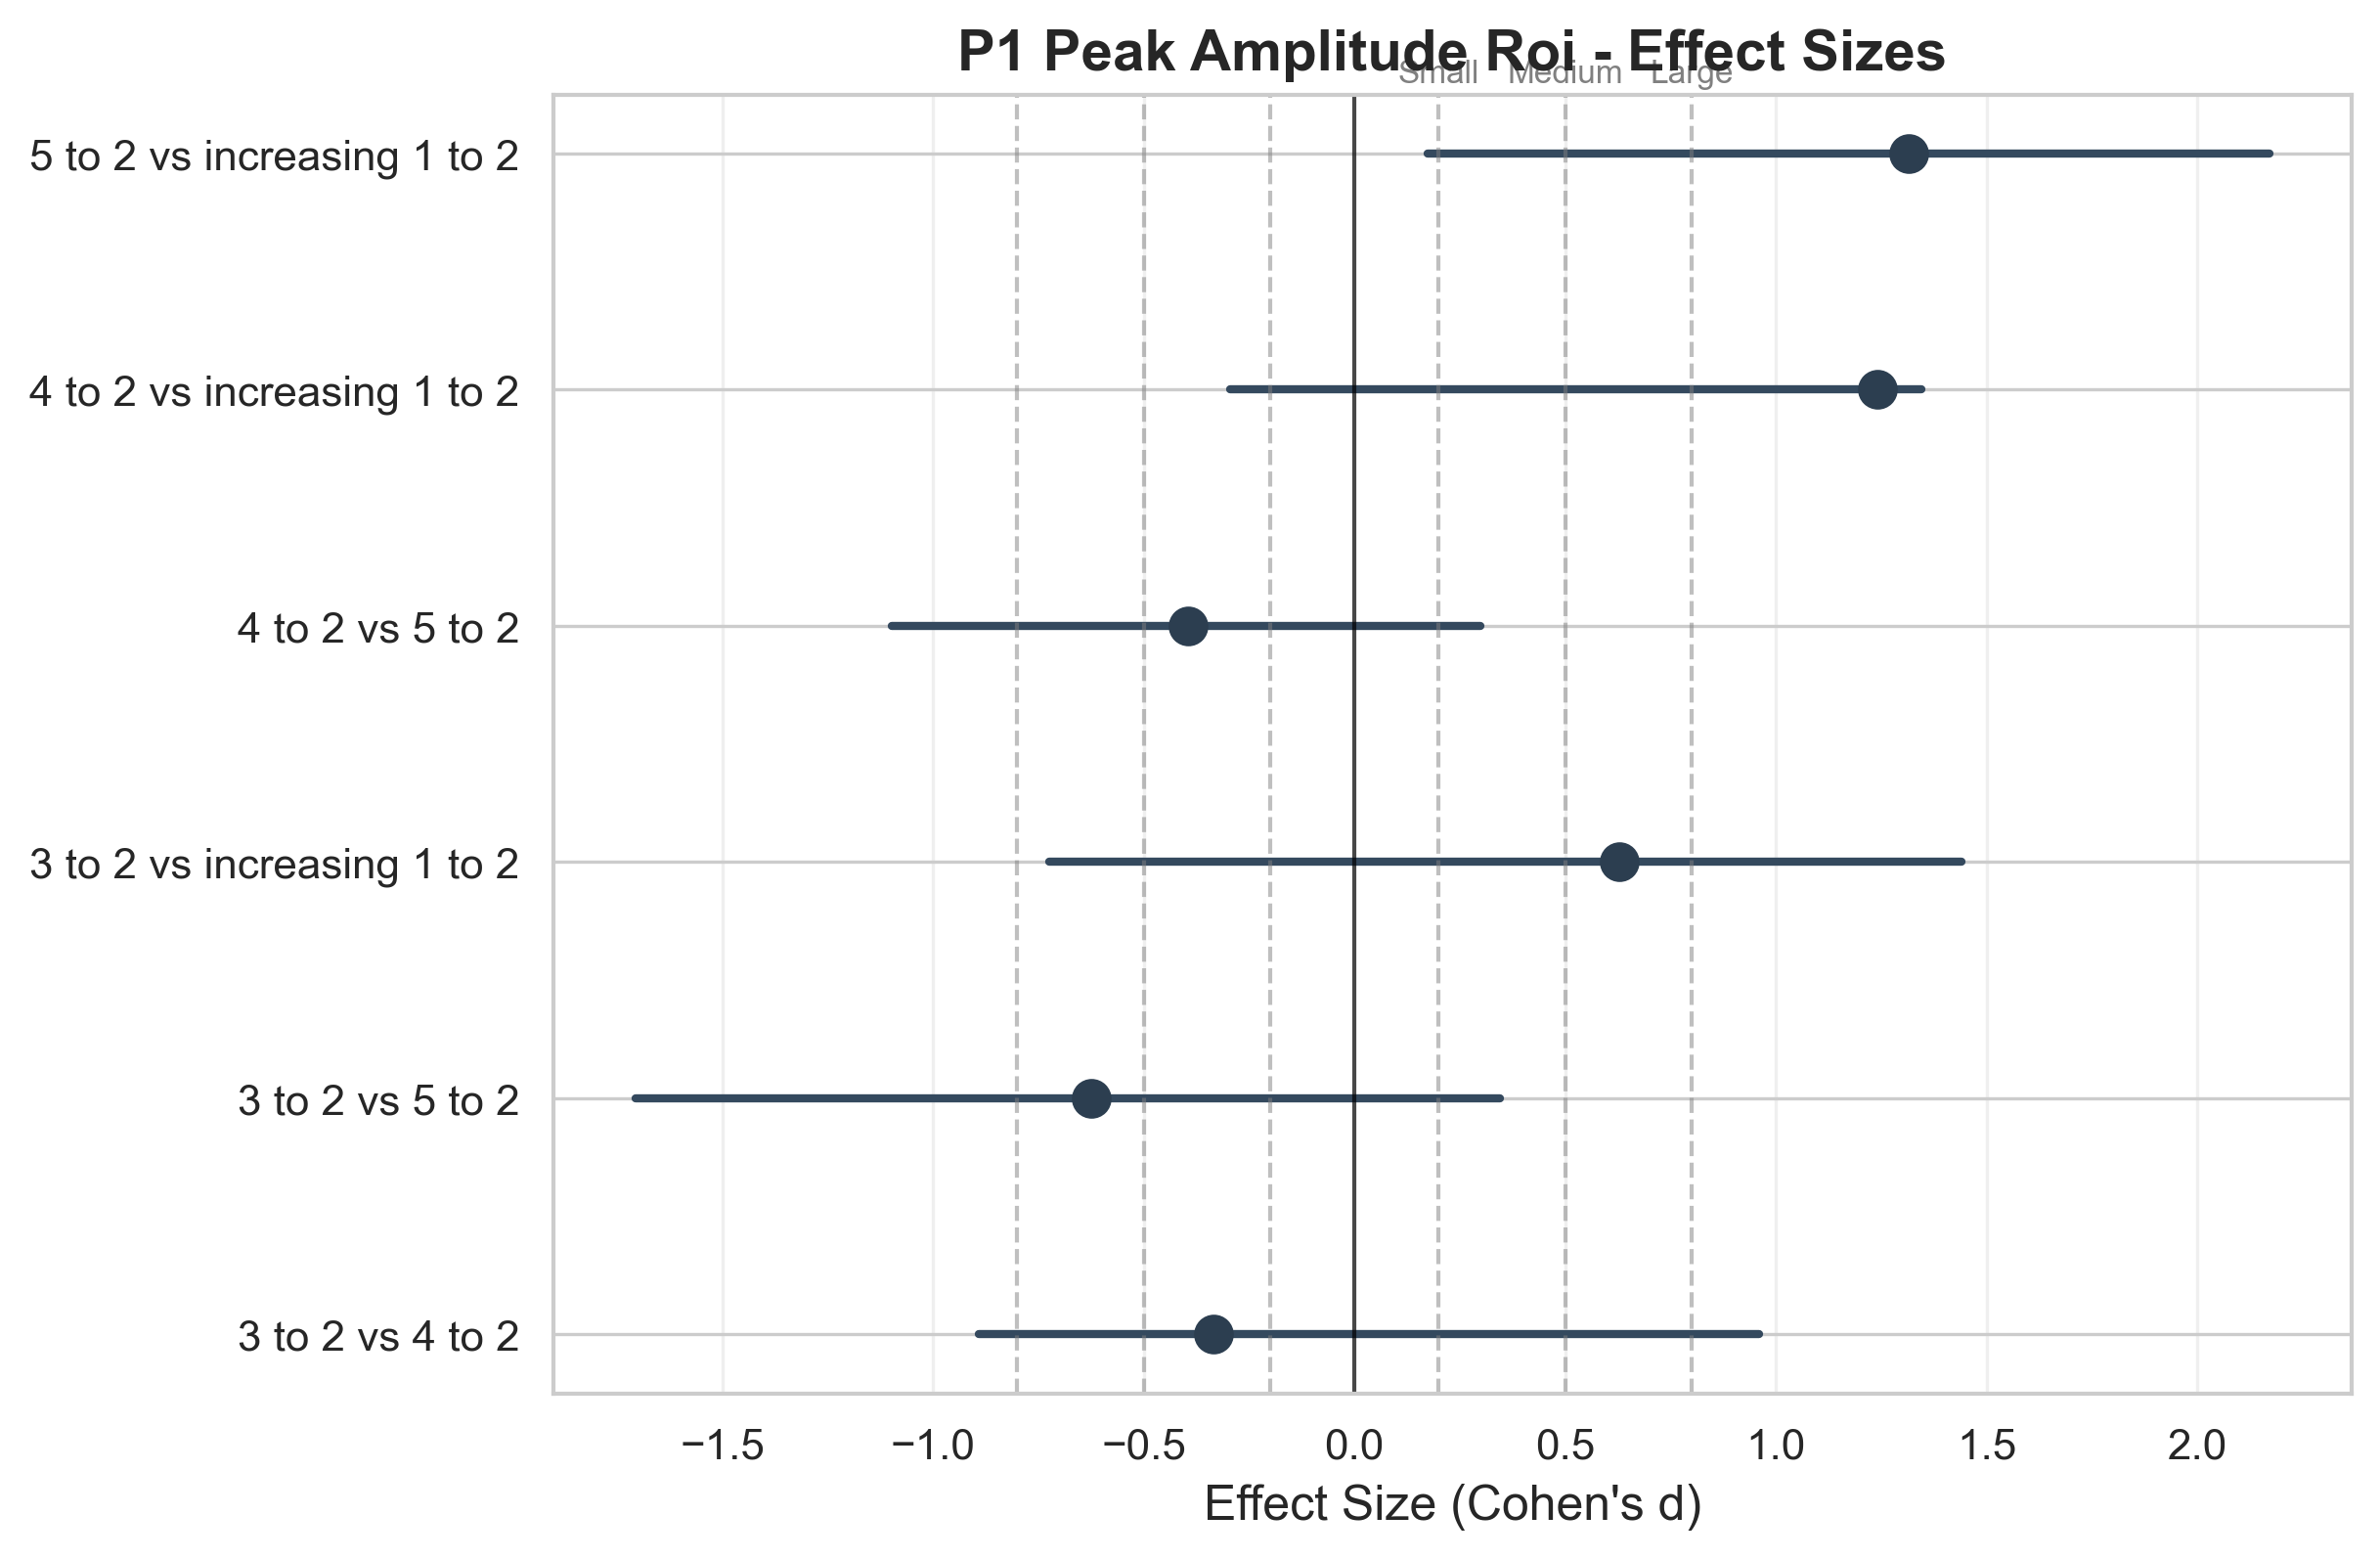 P1 Peak Amplitude Roi - Effect Sizes
Small Medium Large
5 to 2 vs increasing 1 to 2
4 to 2 vs increasing 1 to 2
4 to 2 vs 5 to 2
3 to 2 vs increasing 1 to 2
3 to 2 vs 5 to 2
3 to 2 vs 4 to 2
−1.5 −1.0 −0.5 0.0 0.5 1.0 1.5 2.0
Effect Size (Cohen's d)